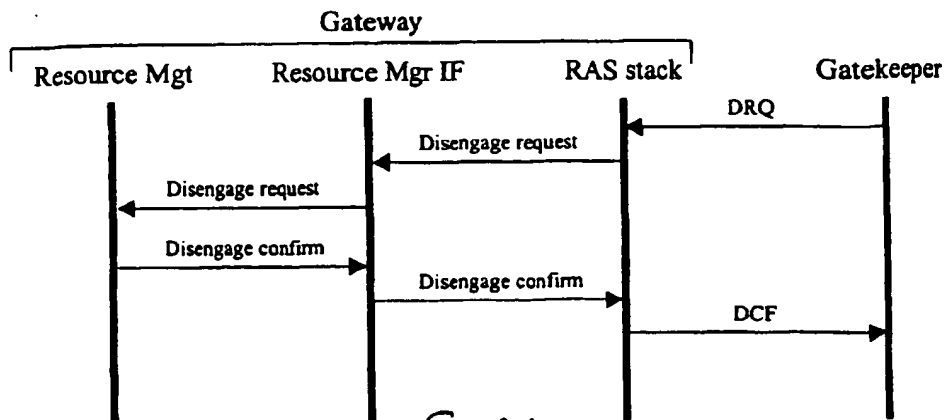 Gateway
Resource Mgt Resource Mgr IF RAS stack Gatekeeper
DRQ
Disengage request
Disengage request
Disengage confirm
Disengage confirm
DCF